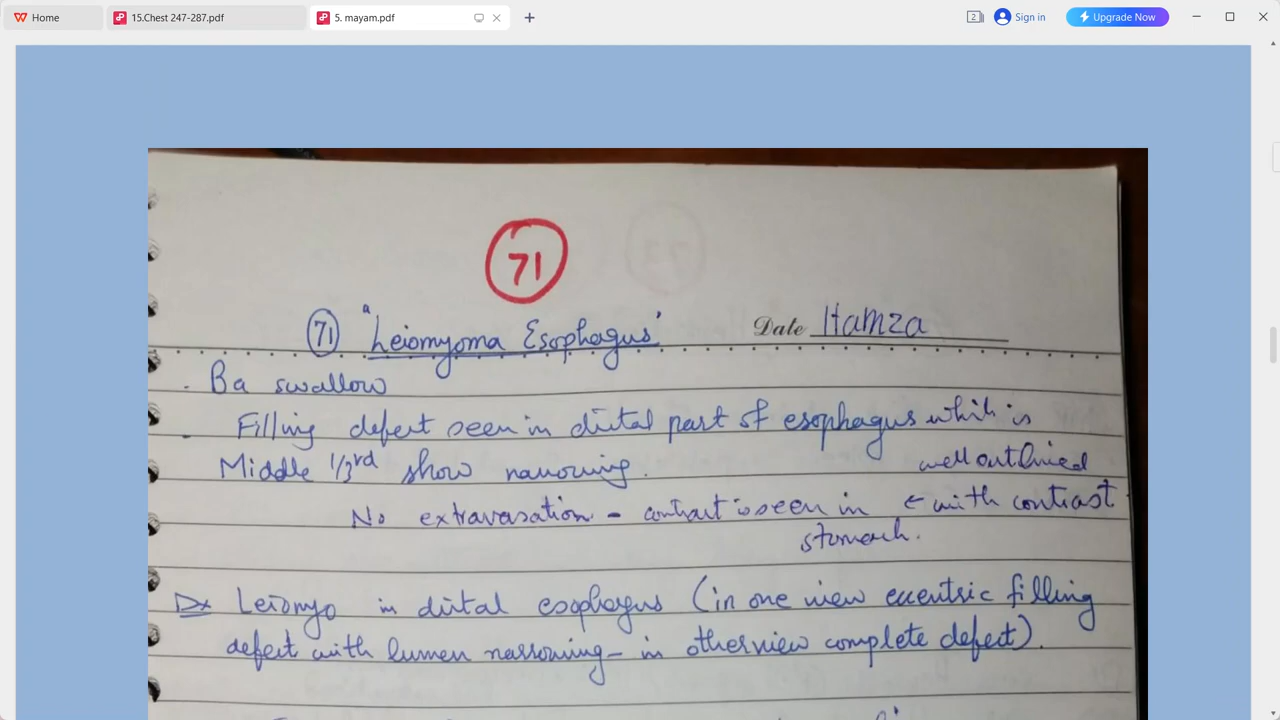 Home
15.Chest 247-287.pdf
5. mayam.pdf
2
Sign in
Upgrade Now
71
71 "Leiomyoma Esophagus"
Date Hamza
Ba swallow
Filling defect seen in distal part of esophagus which is
well outlined
Middle 1/3rd show narrowing.
No extravasation - contrast is seen in ← with contrast
stomach.
Dx Leiomyo in distal esophagus (in one view eccentric filling
defect with lumen narrowing - in other view complete defect).